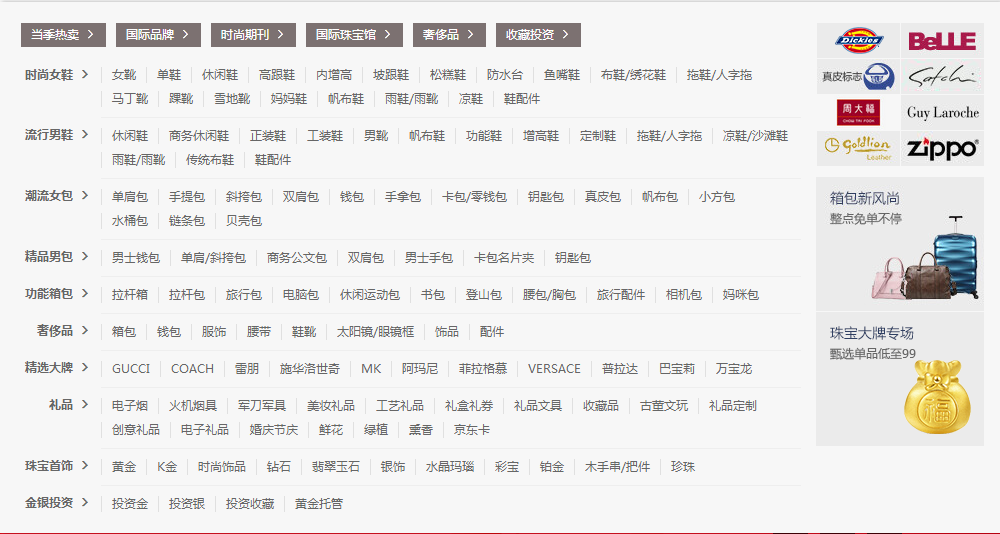 当季热卖 国际品牌 时尚期刊 国际珠宝馆 奢侈品 收藏投资
时尚女鞋 女靴 单鞋 休闲鞋 高跟鞋 内增高 坡跟鞋 松糕鞋 防水台 鱼嘴鞋 布鞋/绣花鞋 拖鞋/人字拖
马丁靴 踝靴 雪地靴 妈妈鞋 帆布鞋 雨鞋/雨靴 凉鞋 鞋配件
流行男鞋 休闲鞋 商务休闲鞋 正装鞋 工装鞋 男靴 帆布鞋 功能鞋 增高鞋 定制鞋 拖鞋/人字拖 凉鞋/沙滩鞋
雨鞋/雨靴 传统布鞋 鞋配件
潮流女包 单肩包 手提包 斜挎包 双肩包 钱包 手拿包 卡包/零钱包 钥匙包 真皮包 帆布包 小方包
水桶包 链条包 贝壳包
精品男包 男士钱包 单肩/斜挎包 商务公文包 双肩包 男士手包 卡包名片夹 钥匙包
功能箱包 拉杆箱 拉杆包 旅行包 电脑包 休闲运动包 书包 登山包 腰包/胸包 旅行配件 相机包 妈咪包
奢侈品 箱包 钱包 服饰 腰带 鞋靴 太阳镜/眼镜框 饰品 配件
精选大牌 GUCCI COACH 雷朋 施华洛世奇 MK 阿玛尼 菲拉格慕 VERSACE 普拉达 巴宝莉 万宝龙
礼品 电子烟 火机烟具 军刀军具 美妆礼品 工艺礼品 礼盒礼券 礼品文具 收藏品 古董文玩 礼品定制
创意礼品 电子礼品 婚庆节庆 鲜花 绿植 熏香 京东卡
珠宝首饰 黄金 K金 时尚饰品 钻石 翡翠玉石 银饰 水晶玛瑙 彩宝 铂金 木手串/把件 珍珠
金银投资 投资金 投资银 投资收藏 黄金托管
Dickies BeLLE
真皮标志 Satchi
周大福 CHOW TAI FOOK Guy Laroche
Goldlion Leather Zippo
箱包新风尚
整点免单不停
珠宝大牌专场
甄选单品低至99
福